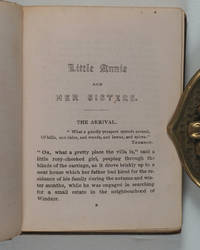 Little Annie
AND
HER SISTERS.
THE ARRIVAL.
"What a goodly prospect spreads around,
Of hills, and dales, and woods, and lawns, and spires."
THOMSON.
"OH, what a pretty place the villa is," said a
little rosy-cheeked girl, peeping through the
blinds of the carriage, as it drove briskly up to a
neat house which her father had hired for the re-
sidence of his family during the autumn and win-
ter months, while he was engaged in searching
for a small estate in the neighbourhood of
Windsor.